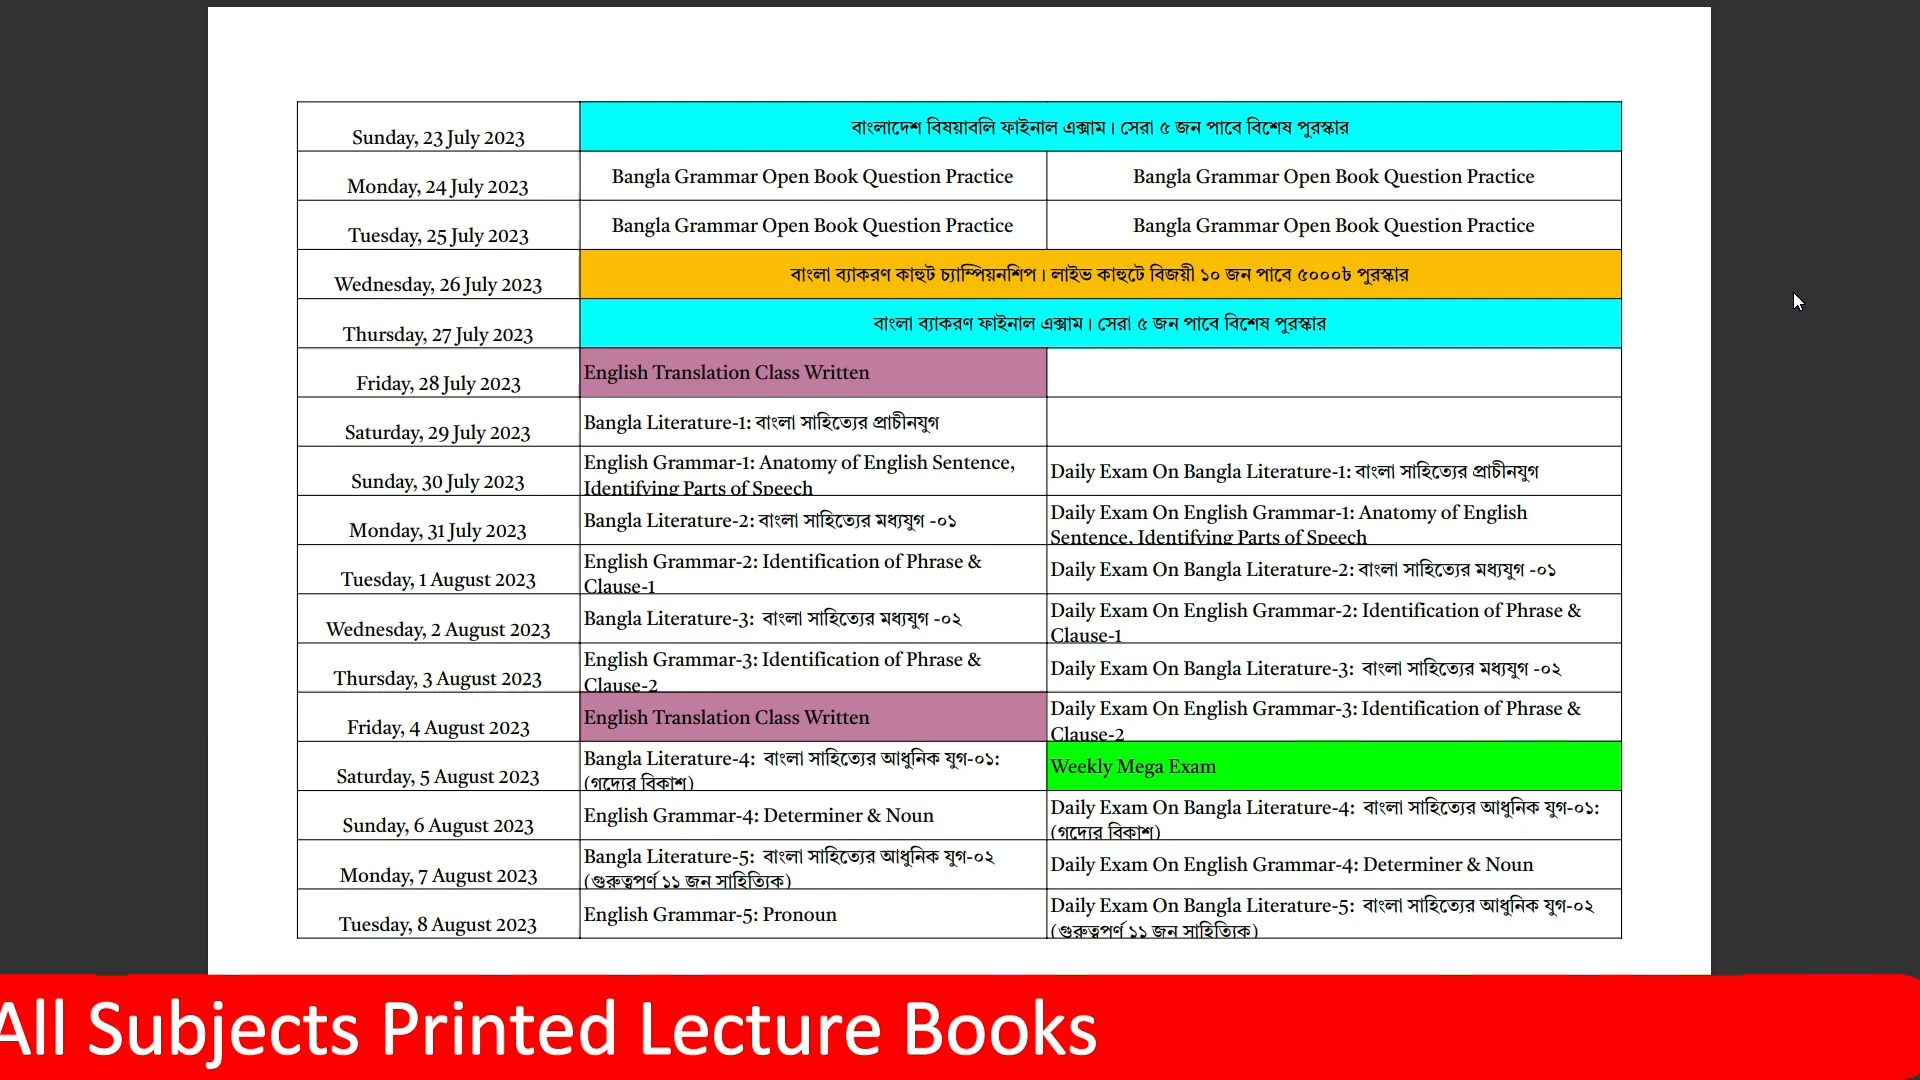 Sunday, 23 July 2023
বাংলাদেশ বিষয়াবলি ফাইনাল এক্সাম। সেরা ৫ জন পাবে বিশেষ পুরস্কার
Monday, 24 July 2023
Bangla Grammar Open Book Question Practice
Bangla Grammar Open Book Question Practice
Tuesday, 25 July 2023
Bangla Grammar Open Book Question Practice
Bangla Grammar Open Book Question Practice
Wednesday, 26 July 2023
বাংলা ব্যাকরণ কাহুট চ্যাম্পিয়নশিপ। লাইভ কাহুটে বিজয়ী ১০ জন পাবে ৫০০০৳ পুরস্কার
Thursday, 27 July 2023
বাংলা ব্যাকরণ ফাইনাল এক্সাম। সেরা ৫ জন পাবে বিশেষ পুরস্কার
Friday, 28 July 2023
English Translation Class Written
Saturday, 29 July 2023
Bangla Literature-1: বাংলা সাহিত্যের প্রাচীনযুগ
Sunday, 30 July 2023
English Grammar-1: Anatomy of English Sentence,
Identifying Parts of Speech
Daily Exam On Bangla Literature-1: বাংলা সাহিত্যের প্রাচীনযুগ
Monday, 31 July 2023
Bangla Literature-2: বাংলা সাহিত্যের মধ্যযুগ -০১
Daily Exam On English Grammar-1: Anatomy of English
Sentence, Identifying Parts of Speech
Tuesday, 1 August 2023
English Grammar-2: Identification of Phrase &
Clause-1
Daily Exam On Bangla Literature-2: বাংলা সাহিত্যের মধ্যযুগ -০১
Wednesday, 2 August 2023
Bangla Literature-3: বাংলা সাহিত্যের মধ্যযুগ -০২
Daily Exam On English Grammar-2: Identification of Phrase &
Clause-1
Thursday, 3 August 2023
English Grammar-3: Identification of Phrase &
Clause-2
Daily Exam On Bangla Literature-3: বাংলা সাহিত্যের মধ্যযুগ -০২
Friday, 4 August 2023
English Translation Class Written
Daily Exam On English Grammar-3: Identification of Phrase &
Clause-2
Saturday, 5 August 2023
Bangla Literature-4: বাংলা সাহিত্যের আধুনিক যুগ-০১:
(গদ্যের বিকাশ)
Weekly Mega Exam
Sunday, 6 August 2023
English Grammar-4: Determiner & Noun
Daily Exam On Bangla Literature-4: বাংলা সাহিত্যের আধুনিক যুগ-০১:
(গদ্যের বিকাশ)
Monday, 7 August 2023
Bangla Literature-5: বাংলা সাহিত্যের আধুনিক যুগ-০২
(গুরুত্বপূর্ণ ১১ জন সাহিত্যিক)
Daily Exam On English Grammar-4: Determiner & Noun
Tuesday, 8 August 2023
English Grammar-5: Pronoun
Daily Exam On Bangla Literature-5: বাংলা সাহিত্যের আধুনিক যুগ-০২
(গুরুত্বপূর্ণ ১১ জন সাহিত্যিক)
All Subjects Printed Lecture Books